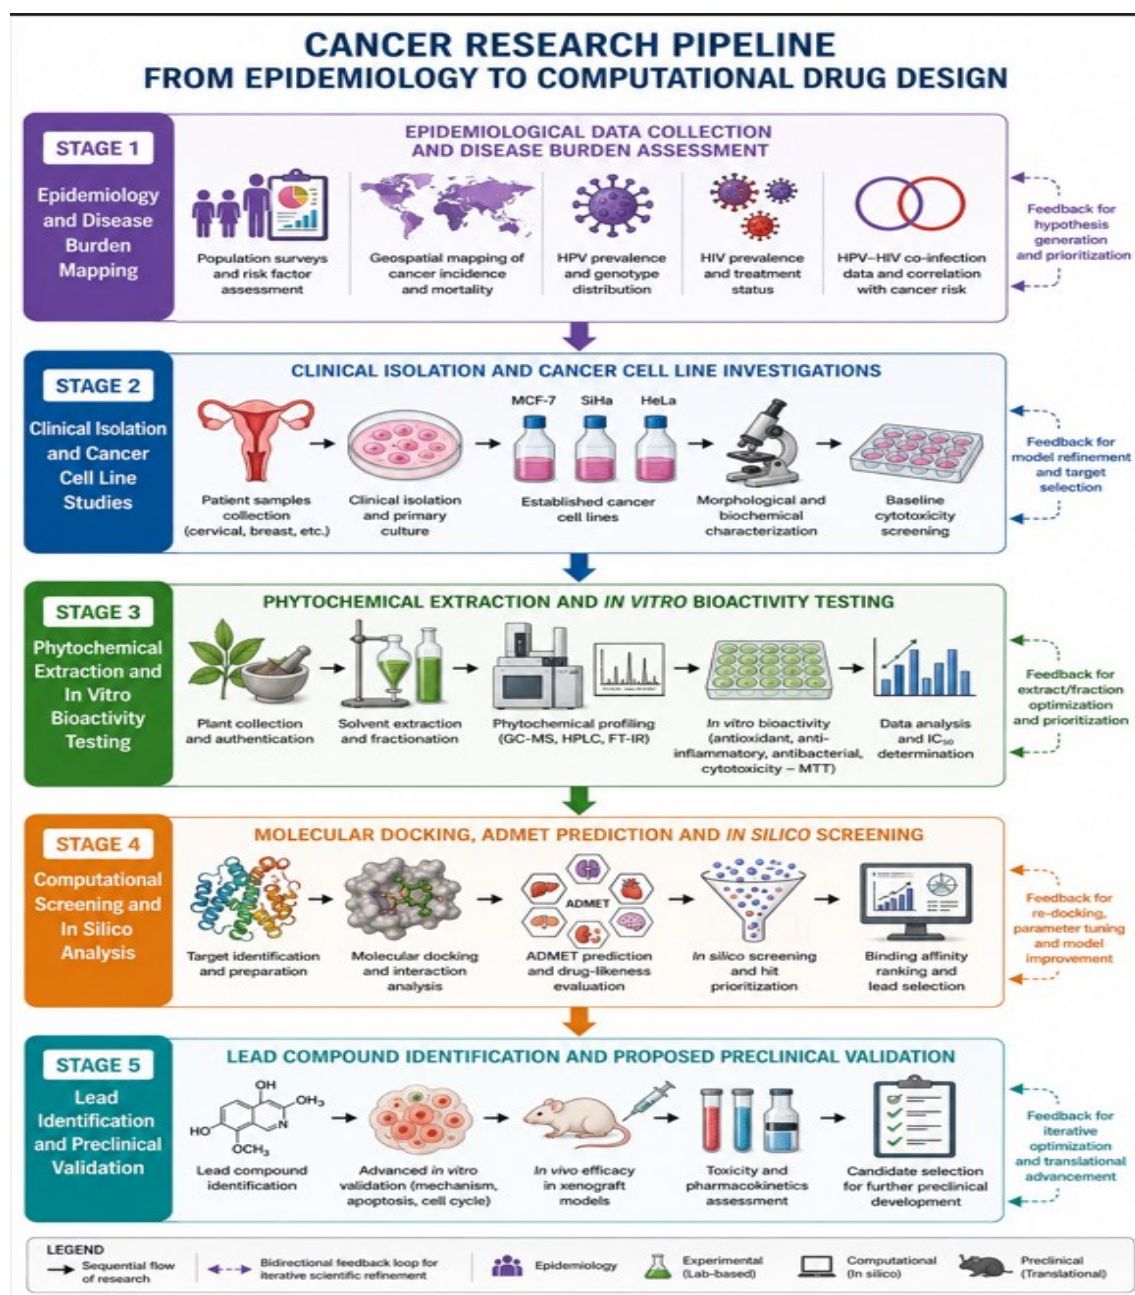 CANCER RESEARCH PIPELINE
FROM EPIDEMIOLOGY TO COMPUTATIONAL DRUG DESIGN
STAGE 1
Epidemiology
and Disease
Burden
Mapping
EPIDEMIOLOGICAL DATA COLLECTION
AND DISEASE BURDEN ASSESSMENT
Population surveys
and risk factor
assessment
Geospatial mapping of
cancer incidence
and mortality
HPV prevalence
and genotype
distribution
HIV prevalence
and treatment
status
HPV–HIV co-infection
data and correlation
with cancer risk
Feedback for
hypothesis
generation
and prioritization
STAGE 2
Clinical Isolation
and Cancer
Cell Line
Studies
CLINICAL ISOLATION AND CANCER CELL LINE INVESTIGATIONS
MCF-7
SiHa
HeLa
Patient samples
collection
(cervical, breast, etc.)
Clinical isolation
and primary
culture
Established cancer
cell lines
Morphological and
biochemical
characterization
Baseline
cytotoxicity
screening
Feedback for
model refinement
and target
selection
STAGE 3
Phytochemical
Extraction and
In Vitro
Bioactivity
Testing
PHYTOCHEMICAL EXTRACTION AND IN VITRO BIOACTIVITY TESTING
Plant collection
and authentication
Solvent extraction
and fractionation
Phytochemical profiling
(GC-MS, HPLC, FT-IR)
In vitro bioactivity
(antioxidant, anti-
inflammatory, antibacterial,
cytotoxicity – MTT)
Data analysis
and IC₅₀
determination
Feedback for
extract/fraction
optimization
and prioritization
STAGE 4
Computational
Screening and
In Silico
Analysis
MOLECULAR DOCKING, ADMET PREDICTION AND IN SILICO SCREENING
ADMET
Target identification
and preparation
Molecular docking
and interaction
analysis
ADMET prediction
and drug-likeness
evaluation
In silico screening
and hit
prioritization
Binding affinity
ranking and
lead selection
Feedback for
re-docking,
parameter tuning
and model
improvement
STAGE 5
Lead
Identification
and Preclinical
Validation
LEAD COMPOUND IDENTIFICATION AND PROPOSED PRECLINICAL VALIDATION
OH
OH₃
HO
N
OCH₃
Lead compound
identification
Advanced in vitro
validation (mechanism,
apoptosis, cell cycle)
In vivo efficacy
in xenograft
models
Toxicity and
pharmacokinetics
assessment
Candidate selection
for further preclinical
development
Feedback for
iterative
optimization
and translational
advancement
LEGEND
Sequential flow
of research
Bidirectional feedback loop for
iterative scientific refinement
Epidemiology
Experimental
(Lab-based)
Computational
(In silico)
Preclinical
(Translational)